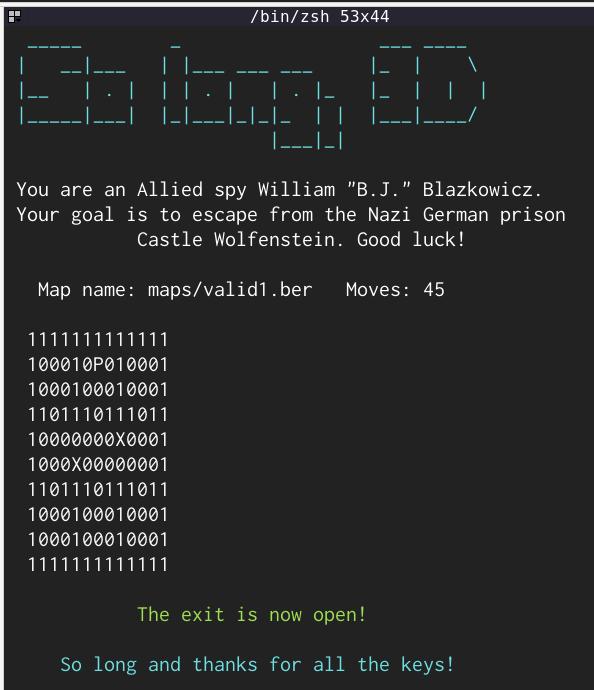 /bin/zsh 53x44
So long, 3D
You are an Allied spy William "B.J." Blazkowicz.
Your goal is to escape from the Nazi German prison
Castle Wolfenstein. Good luck!
Map name: maps/valid1.ber   Moves: 45
1111111111111
100010P010001
1000100010001
1101110111011
10000000X0001
1000X00000001
1101110111011
1000100010001
1000100010001
1111111111111
The exit is now open!
So long and thanks for all the keys!